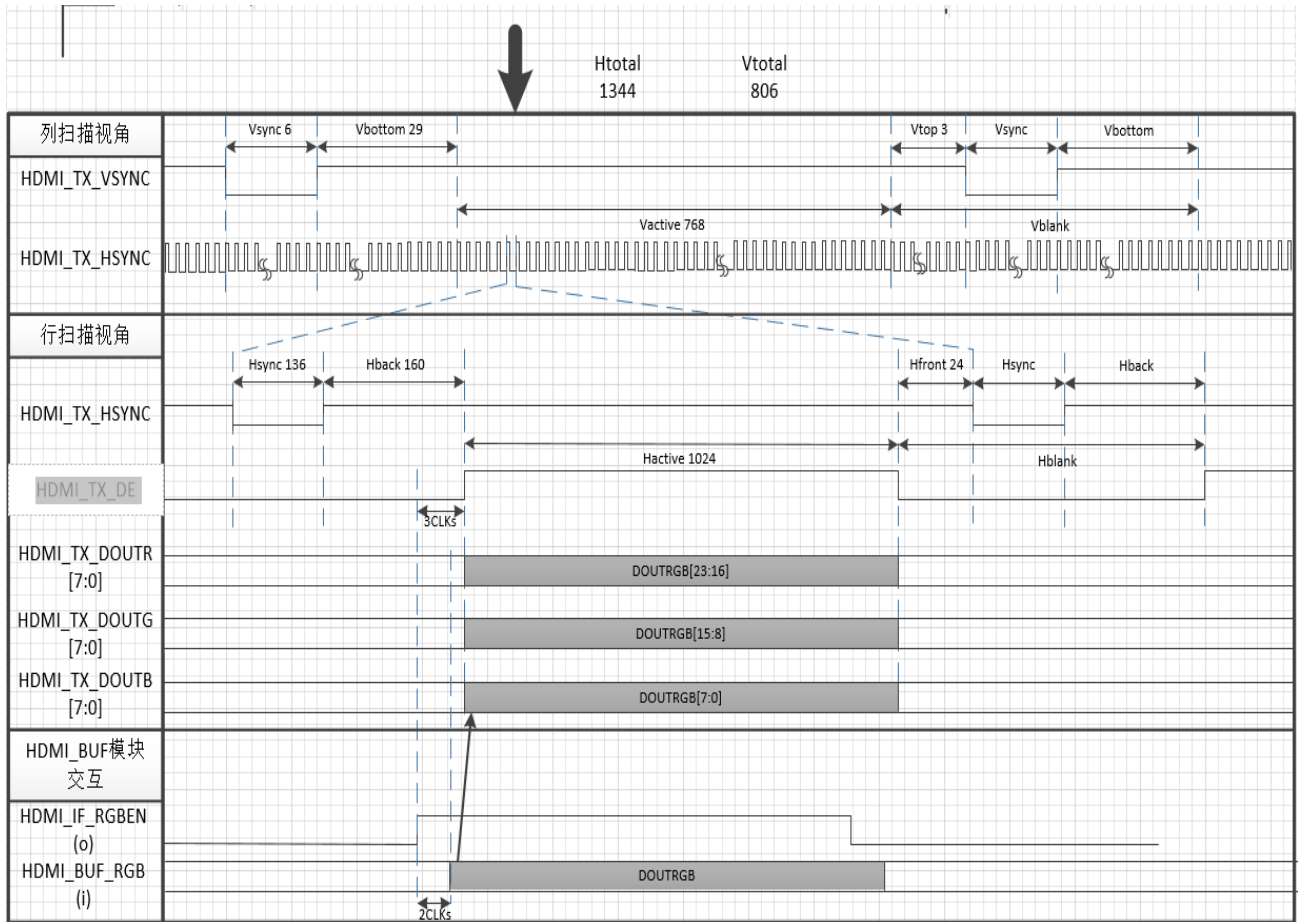 Htotal Vtotal
1344 806
列扫描视角
Vsync 6 Vbottom 29 Vtop 3 Vsync Vbottom
HDMI_TX_VSYNC
Vactive 768 Vblank
HDMI_TX_HSYNC
行扫描视角
Hsync 136 Hback 160 Hfront 24 Hsync Hback
HDMI_TX_HSYNC
Hactive 1024 Hblank
HDMI_TX_DE
3CLKs
HDMI_TX_DOUTR
[7:0]
DOUTRGB[23:16]
HDMI_TX_DOUTG
[7:0]
DOUTRGB[15:8]
HDMI_TX_DOUTB
[7:0]
DOUTRGB[7:0]
HDMI_BUF模块
交互
HDMI_IF_RGBEN
(o)
HDMI_BUF_RGB
(i)
DOUTRGB
2CLKs